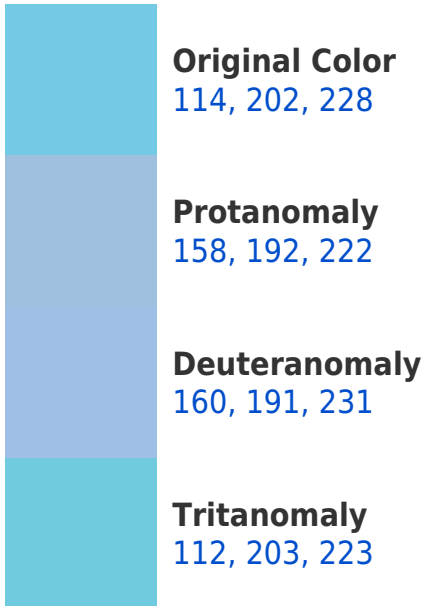 Original Color
114, 202, 228
Protanomaly
158, 192, 222
Deuteranomaly
160, 191, 231
Tritanomaly
112, 203, 223